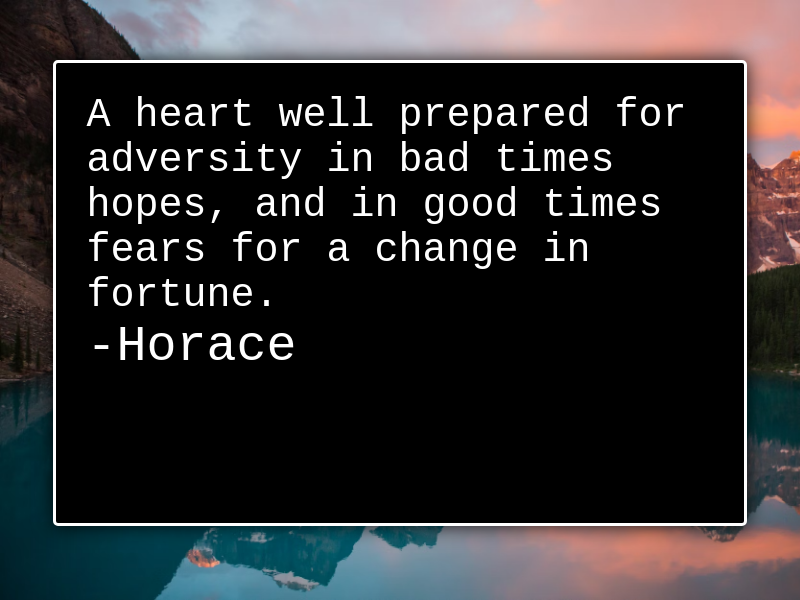 A heart well prepared for
adversity in bad times
hopes, and in good times
fears for a change in
fortune.
-Horace